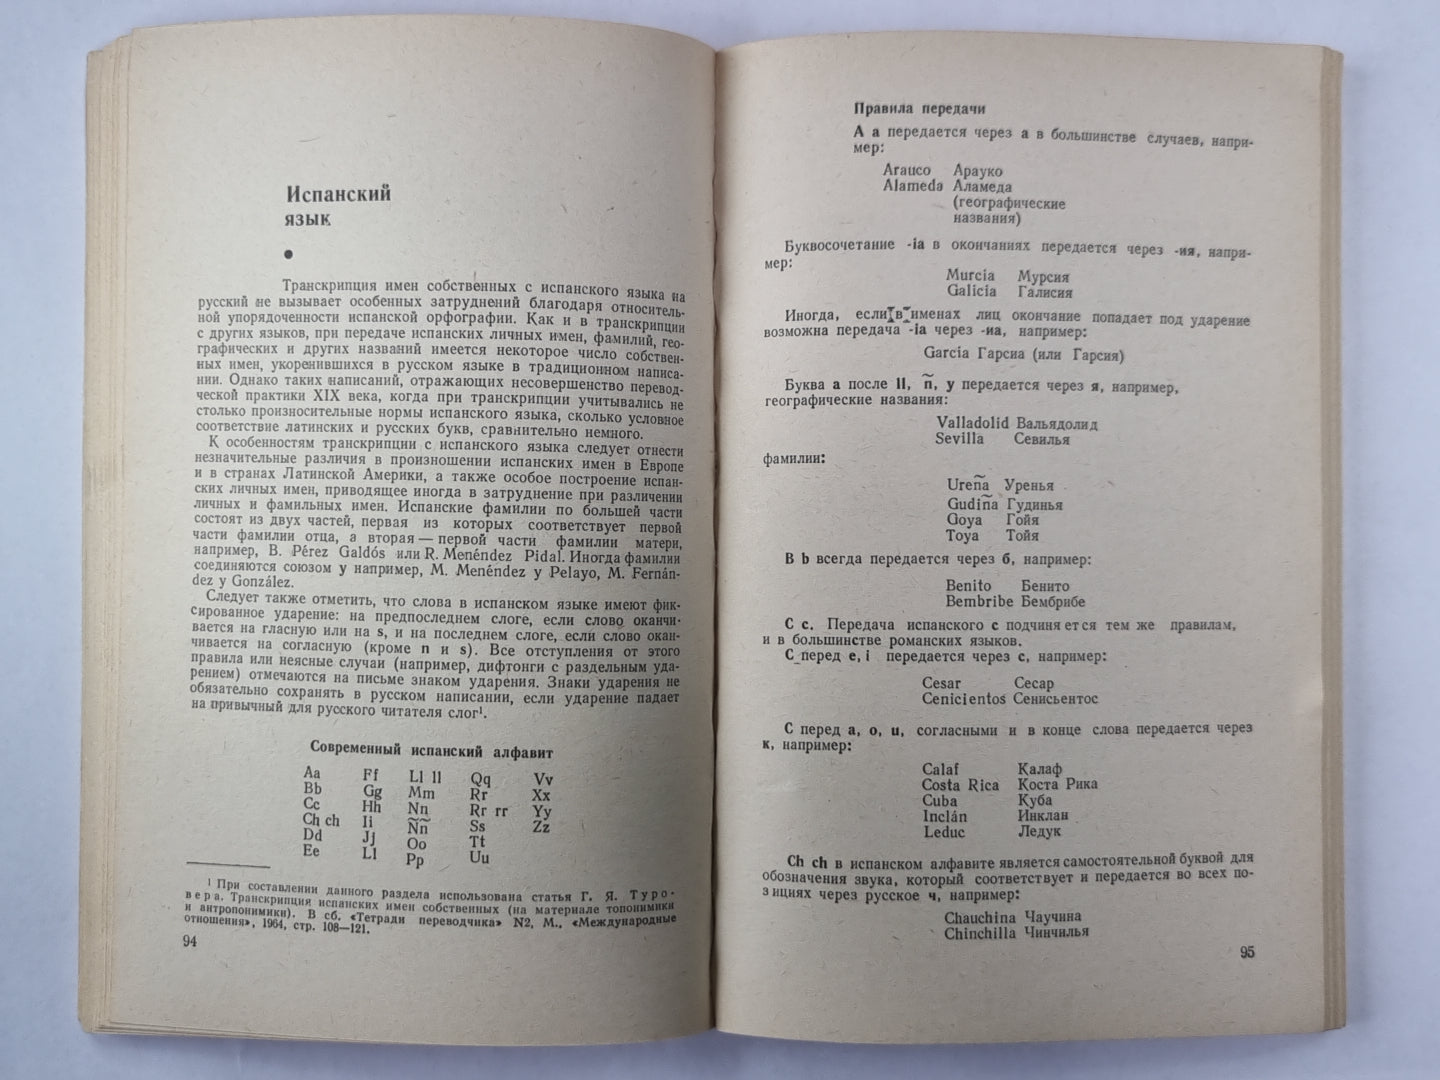 Испанский
язык
●
Транскрипция имен собственных с испанского языка на
русский не вызывает особенных затруднений благодаря относитель-
ной упорядоченности испанской орфографии. Как и в транскрипции
с других языков, при передаче испанских личных имен, фамилий, гео-
графических и других названий имеется некоторое число собствен-
ных имен, укоренившихся в русском языке в традиционном написа-
нии. Однако таких написаний, отражающих несовершенство перевод-
ческой практики XIX века, когда при транскрипции учитывались не
столько произносительные нормы испанского языка, сколько условное
соответствие латинских и русских букв, сравнительно немного.
К особенностям транскрипции с испанского языка следует отнести
незначительные различия в произношении испанских имен в Европе
и в странах Латинской Америки, а также особое построение испан-
ских личных имен, приводящее иногда в затруднение при различении
личных и фамильных имен. Испанские фамилии по большей части
состоят из двух частей, первая из которых соответствует первой
части фамилии отца, а вторая — первой части фамилии матери,
например, B. Pérez Galdós или R. Menéndez Pidal. Иногда фамилии
соединяются союзом y например, M. Menéndez y Pelayo, M. Fernán-
dez y González.
Следует также отметить, что слова в испанском языке имеют фик-
сированное ударение: на предпоследнем слоге, если слово оканчи-
вается на гласную или на s, и на последнем слоге, если слово окан-
чивается на согласную (кроме n и s). Все отступления от этого
правила или неясные случаи (например, дифтонги с раздельным уда-
рением) отмечаются на письме знаком ударения. Знаки ударения не
обязательно сохранять в русском написании, если ударение падает
на привычный для русского читателя слог¹.
Современный испанский алфавит
Aa Ff Ll ll Qq Vv
Bb Gg Mm Rr Xx
Cc Hh Nn Rr rr Yy
Ch ch Ii Ññ Ss Zz
Dd Jj Oo Tt
Ee Ll Pp Uu
¹ При составлении данного раздела использована статья Г. Я. Туро-
вера. Транскрипция испанских имен собственных (на материале топонимики
и антропонимики). В сб. «Тетради переводчика» N2, М., «Международные
отношения», 1964, стр. 108—121.
94
Правила передачи
A a передается через а в большинстве случаев, напри-
мер:
Arauco Арауко
Alameda Аламеда
(географические
названия)
Буквосочетание -ia в окончаниях передается через -ия, напри-
мер:
Murcia Мурсия
Galicia Галисия
Иногда, если в именах лиц окончание попадает под ударение
возможна передача -ia через -иа, например:
Garcia Гарсиа (или Гарсия)
Буква a после ll, ñ, y передается через я, например,
географические названия:
Valladolid Вальядолид
Sevilla Севилья
фамилии:
Ureña Уренья
Gudiña Гудинья
Goya Гойя
Toya Тойя
B b всегда передается через б, например:
Benito Бенито
Bembribe Бембрибе
C c. Передача испанского c подчиняется тем же правилам,
и в большинстве романских языков.
C перед e, i передается через с, например:
Cesar Сесар
Cenicientos Сенисьентос
C перед a, o, u, согласными и в конце слова передается через
к, например:
Calaf Калаф
Costa Rica Коста Рика
Cuba Куба
Inclán Инклан
Leduc Ледук
Ch ch в испанском алфавите является самостоятельной буквой для
обозначения звука, который соответствует и передается во всех по-
зициях через русское ч, например:
Chauchina Чаучина
Chinchilla Чинчилья
95